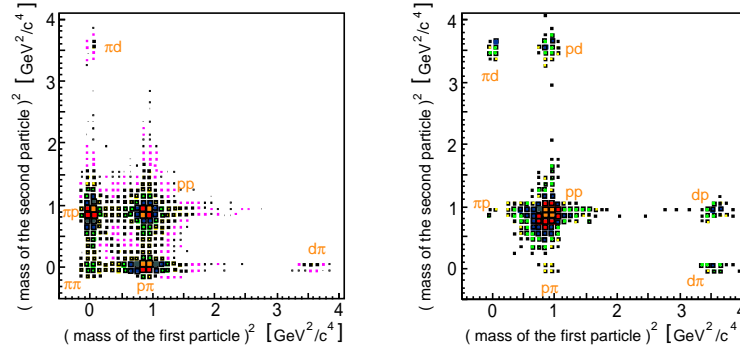 ( mass of the second particle )² [ GeV²/c⁴ ]
4
3
2
1
0
πd
pp
πp
dπ
ππ
pπ
0 1 2 3 4
( mass of the first particle )² [GeV²/c⁴ ]
( mass of the second particle )² [ GeV²/c⁴ ]
4
3
2
1
0
pd
πd
pp
dp
πp
dπ
pπ
0 1 2 3 4
( mass of the first particle )² [GeV²/c⁴ ]